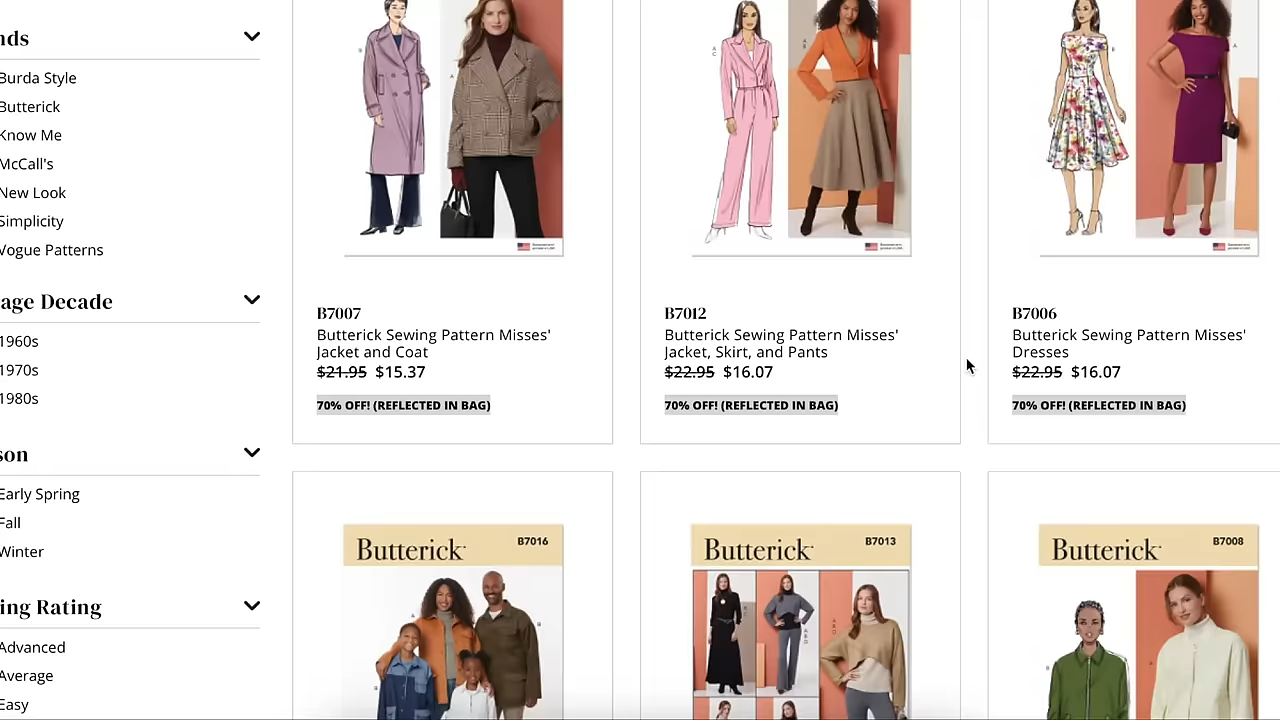 nds
Burda Style
Butterick
Know Me
McCall's
New Look
Simplicity
Vogue Patterns
age Decade
1960s
1970s
1980s
son
Early Spring
Fall
Winter
ing Rating
Advanced
Average
Easy
B7007
Butterick Sewing Pattern Misses'
Jacket and Coat
$21.95 $15.37
70% OFF! (REFLECTED IN BAG)
B7012
Butterick Sewing Pattern Misses'
Jacket, Skirt, and Pants
$22.95 $16.07
70% OFF! (REFLECTED IN BAG)
B7006
Butterick Sewing Pattern Misses'
Dresses
$22.95 $16.07
70% OFF! (REFLECTED IN BAG)
Butterick B7016
Butterick B7013
Butterick B7008